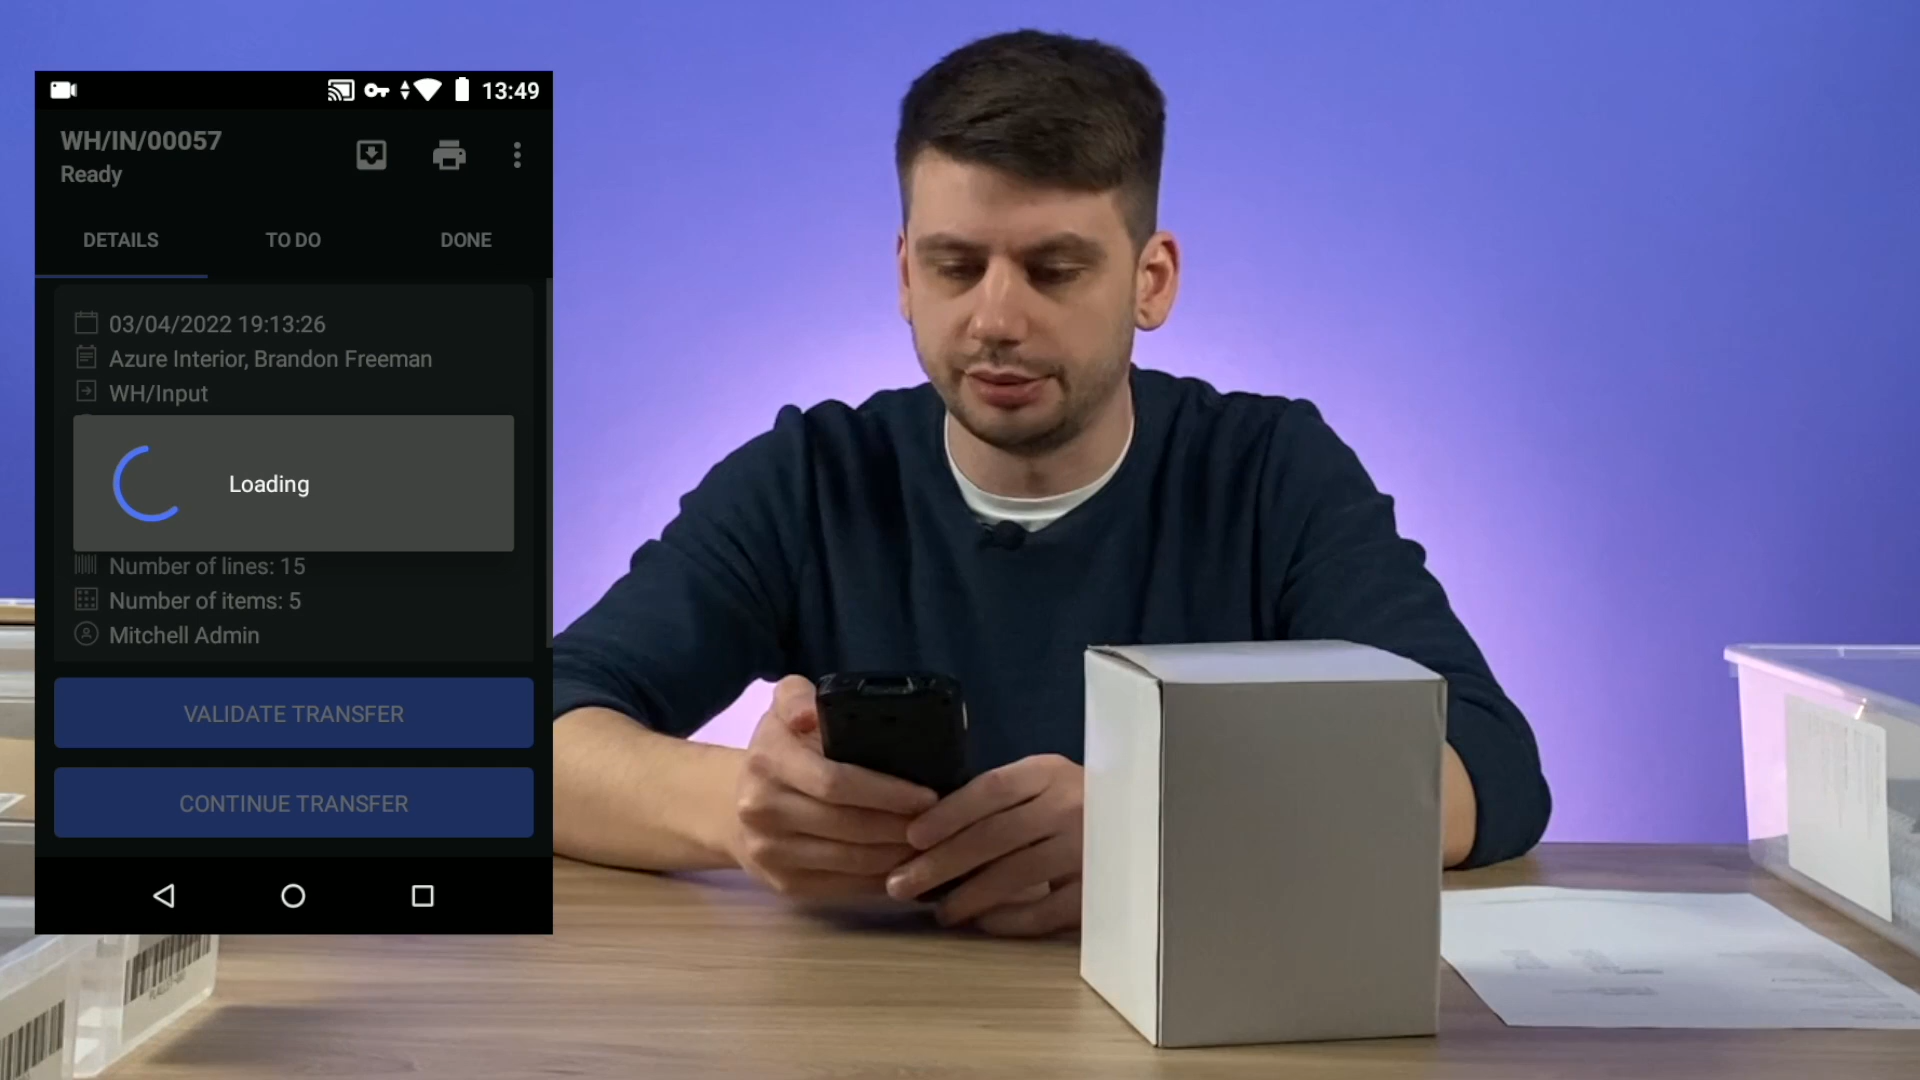 13:49
WH/IN/00057
Ready
DETAILS TO DO DONE
03/04/2022 19:13:26
Azure Interior, Brandon Freeman
WH/Input
Loading
Number of lines: 15
Number of items: 5
Mitchell Admin
VALIDATE TRANSFER
CONTINUE TRANSFER